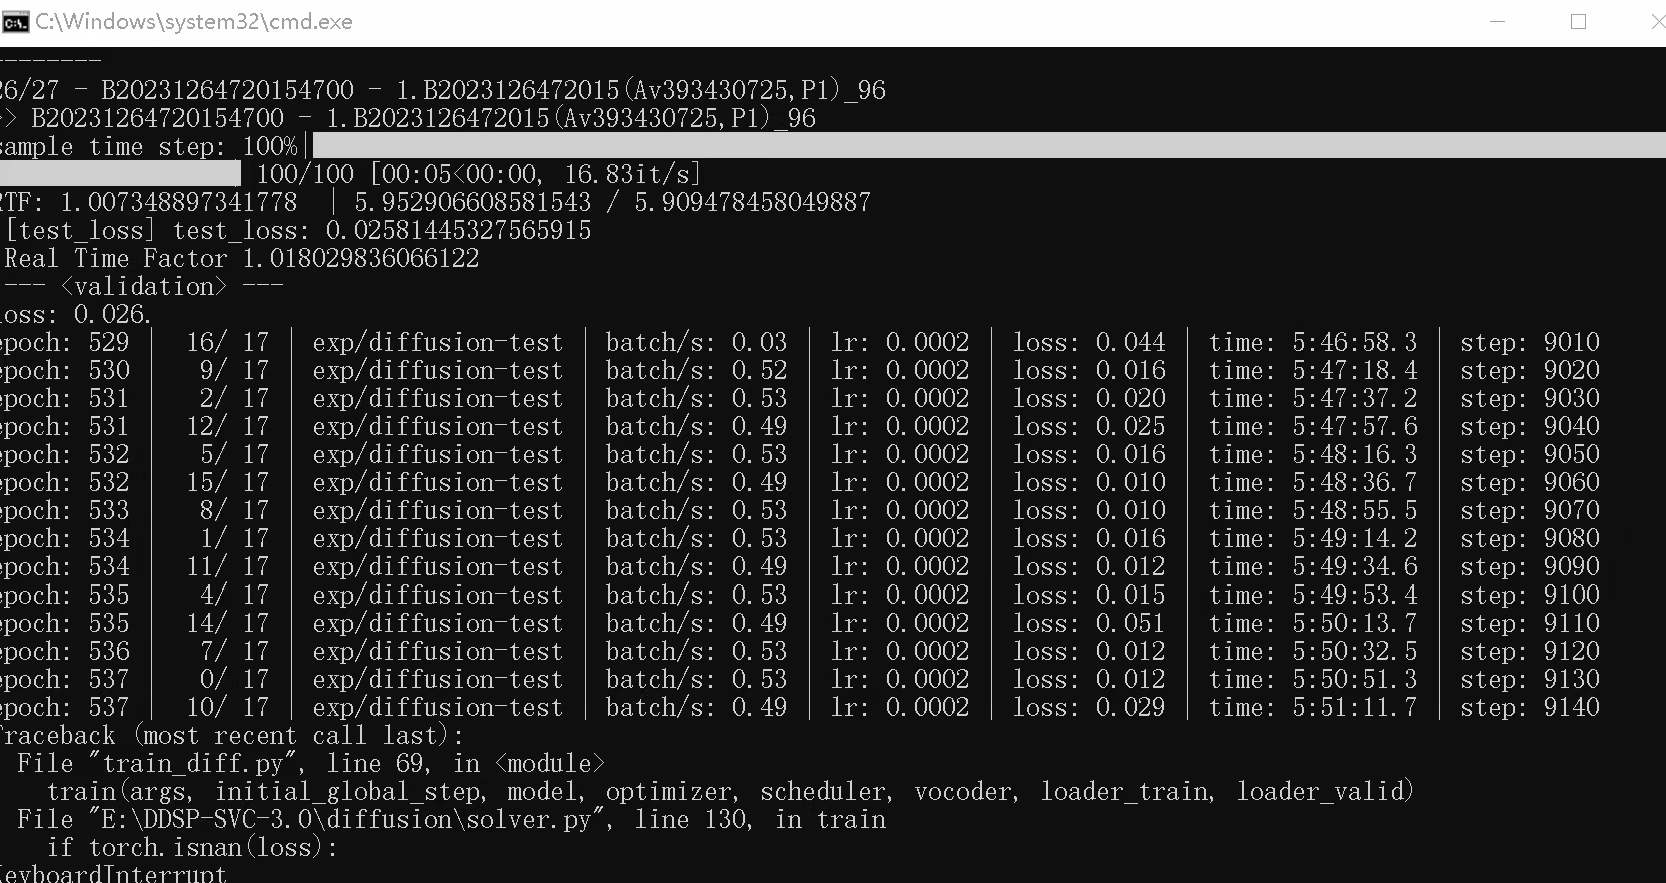 C:\Windows\system32\cmd.exe
--------
26/27 - B20231264720154700 - 1.B2023126472015(Av393430725,P1)_96
>> B20231264720154700 - 1.B2023126472015(Av393430725,P1)_96
sample time step: 100%|
100/100 [00:05<00:00, 16.83it/s]
RTF: 1.007348897341778 | 5.952906608581543 / 5.909478458049887
[test_loss] test_loss: 0.02581445327565915
Real Time Factor 1.018029836066122
--- <validation> ---
loss: 0.026.
epoch: 529 | 16/ 17 | exp/diffusion-test | batch/s: 0.03 | lr: 0.0002 | loss: 0.044 | time: 5:46:58.3 | step: 9010
epoch: 530 | 9/ 17 | exp/diffusion-test | batch/s: 0.52 | lr: 0.0002 | loss: 0.016 | time: 5:47:18.4 | step: 9020
epoch: 531 | 2/ 17 | exp/diffusion-test | batch/s: 0.53 | lr: 0.0002 | loss: 0.020 | time: 5:47:37.2 | step: 9030
epoch: 531 | 12/ 17 | exp/diffusion-test | batch/s: 0.49 | lr: 0.0002 | loss: 0.025 | time: 5:47:57.6 | step: 9040
epoch: 532 | 5/ 17 | exp/diffusion-test | batch/s: 0.53 | lr: 0.0002 | loss: 0.016 | time: 5:48:16.3 | step: 9050
epoch: 532 | 15/ 17 | exp/diffusion-test | batch/s: 0.49 | lr: 0.0002 | loss: 0.010 | time: 5:48:36.7 | step: 9060
epoch: 533 | 8/ 17 | exp/diffusion-test | batch/s: 0.53 | lr: 0.0002 | loss: 0.010 | time: 5:48:55.5 | step: 9070
epoch: 534 | 1/ 17 | exp/diffusion-test | batch/s: 0.53 | lr: 0.0002 | loss: 0.016 | time: 5:49:14.2 | step: 9080
epoch: 534 | 11/ 17 | exp/diffusion-test | batch/s: 0.49 | lr: 0.0002 | loss: 0.012 | time: 5:49:34.6 | step: 9090
epoch: 535 | 4/ 17 | exp/diffusion-test | batch/s: 0.53 | lr: 0.0002 | loss: 0.015 | time: 5:49:53.4 | step: 9100
epoch: 535 | 14/ 17 | exp/diffusion-test | batch/s: 0.49 | lr: 0.0002 | loss: 0.051 | time: 5:50:13.7 | step: 9110
epoch: 536 | 7/ 17 | exp/diffusion-test | batch/s: 0.53 | lr: 0.0002 | loss: 0.012 | time: 5:50:32.5 | step: 9120
epoch: 537 | 0/ 17 | exp/diffusion-test | batch/s: 0.53 | lr: 0.0002 | loss: 0.012 | time: 5:50:51.3 | step: 9130
epoch: 537 | 10/ 17 | exp/diffusion-test | batch/s: 0.49 | lr: 0.0002 | loss: 0.029 | time: 5:51:11.7 | step: 9140
Traceback (most recent call last):
File "train_diff.py", line 69, in <module>
train(args, initial_global_step, model, optimizer, scheduler, vocoder, loader_train, loader_valid)
File "E:\DDSP-SVC-3.0\diffusion\solver.py", line 130, in train
if torch.isnan(loss):
KeyboardInterrupt